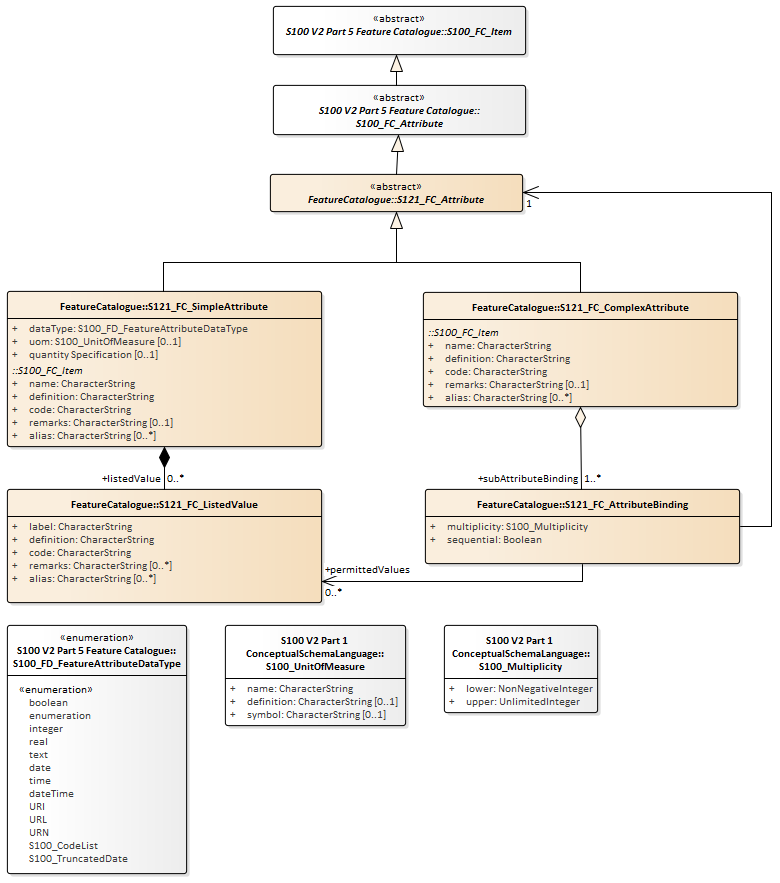 «abstract»
S100 V2 Part 5 Feature Catalogue::S100_FC_Item
«abstract»
S100 V2 Part 5 Feature Catalogue::
S100_FC_Attribute
«abstract»
FeatureCatalogue::S121_FC_Attribute
1
FeatureCatalogue::S121_FC_SimpleAttribute
+ dataType: S100_FD_FeatureAttributeDataType
+ uom: S100_UnitOfMeasure [0..1]
+ quantity Specification [0..1]
::S100_FC_Item
+ name: CharacterString
+ definition: CharacterString
+ code: CharacterString
+ remarks: CharacterString [0..1]
+ alias: CharacterString [0..*]
FeatureCatalogue::S121_FC_ComplexAttribute
::S100_FC_Item
+ name: CharacterString
+ definition: CharacterString
+ code: CharacterString
+ remarks: CharacterString [0..1]
+ alias: CharacterString [0..*]
+listedValue 0..*
+subAttributeBinding 1..*
FeatureCatalogue::S121_FC_ListedValue
+ label: CharacterString
+ definition: CharacterString
+ code: CharacterString
+ remarks: CharacterString [0..*]
+ alias: CharacterString [0..*]
FeatureCatalogue::S121_FC_AttributeBinding
+ multiplicity: S100_Multiplicity
+ sequential: Boolean
+permittedValues
0..*
«enumeration»
S100 V2 Part 5 Feature Catalogue::
S100_FD_FeatureAttributeDataType
«enumeration»
boolean
enumeration
integer
real
text
date
time
dateTime
URI
URL
URN
S100_CodeList
S100_TruncatedDate
S100 V2 Part 1
ConceptualSchemaLanguage::
S100_UnitOfMeasure
+ name: CharacterString
+ definition: CharacterString [0..1]
+ symbol: CharacterString [0..1]
S100 V2 Part 1
ConceptualSchemaLanguage::
S100_Multiplicity
+ lower: NonNegativeInteger
+ upper: UnlimitedInteger